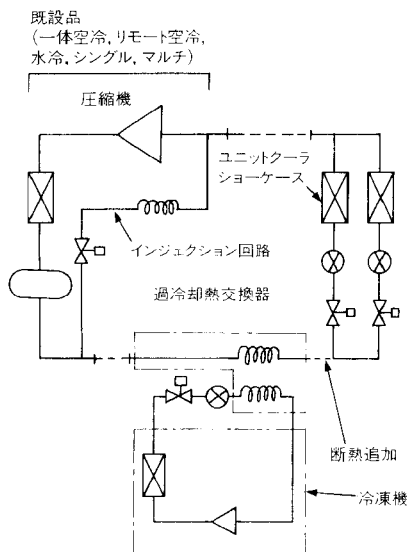 既設品
（一体空冷，リモート空冷，
水冷，シングル，マルチ）
圧縮機
ユニットクーラ
ショーケース
インジェクション回路
過冷却熱交換器
断熱追加
冷凍機